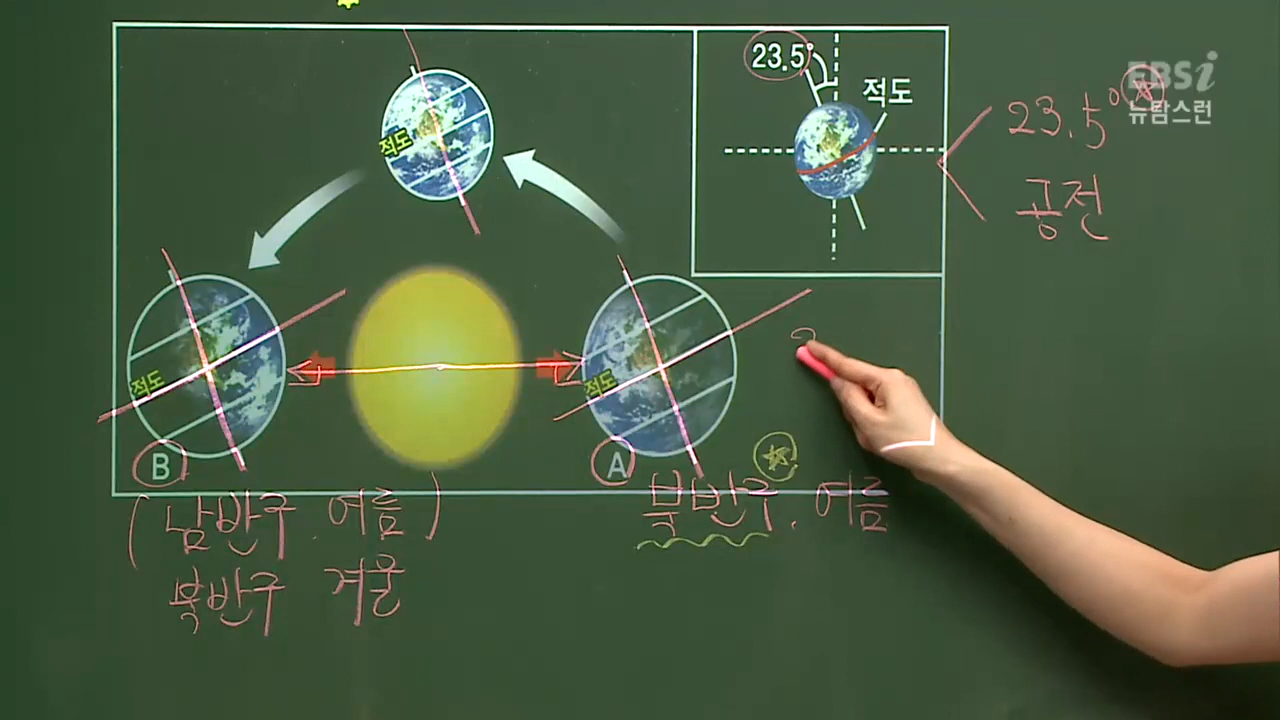 23.5°
적도
EBSi
뉴탐스런
23.5°
공전
적도
적도
적도
B
A
(남반구 여름)
북반구 겨울
북반구. 여름